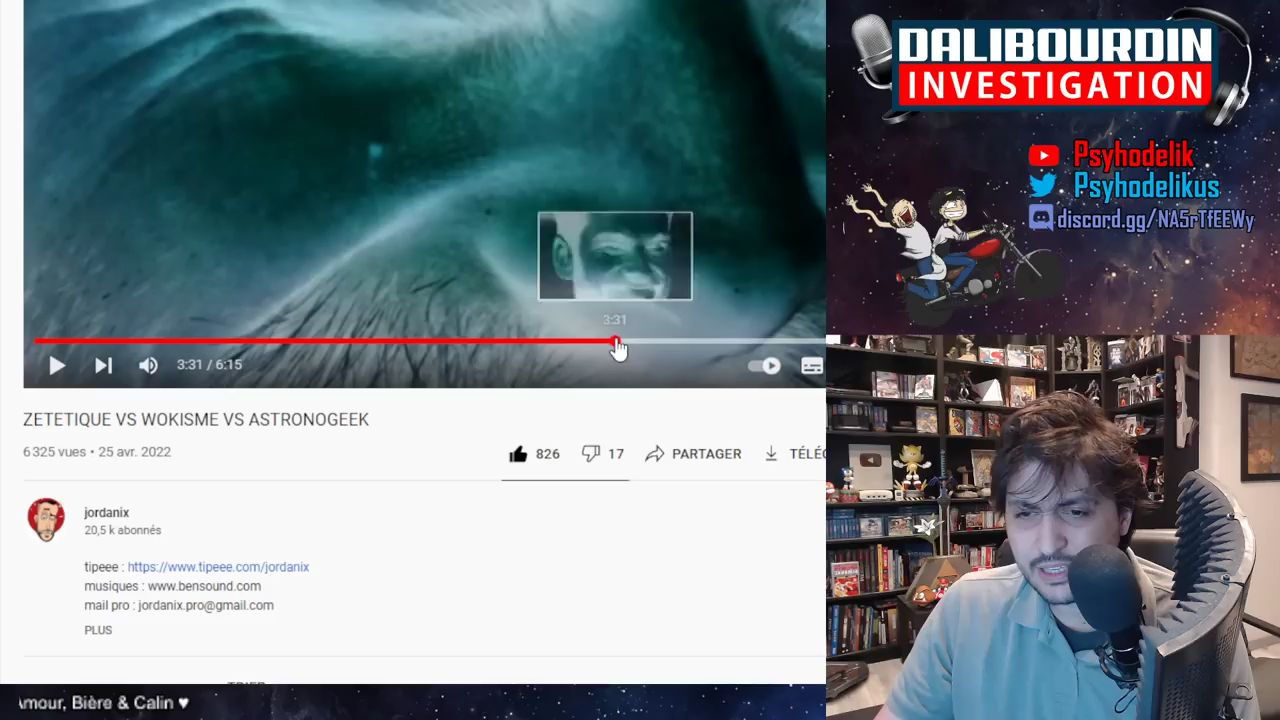 DALIBOURDIN
INVESTIGATION
Psyhodelik
Psyhodelikus
discord.gg/NA5rTfEEWy
3:31
3:31 / 6:15
ZETETIQUE VS WOKISME VS ASTRONOGEEK
6 325 vues • 25 avr. 2022
826
17
PARTAGER
TÉLÉC
jordanix
20,5 k abonnés
tipeee : https://www.tipeee.com/jordanix
musiques : www.bensound.com
mail pro : jordanix.pro@gmail.com
PLUS
Amour, Bière & Calin ♥